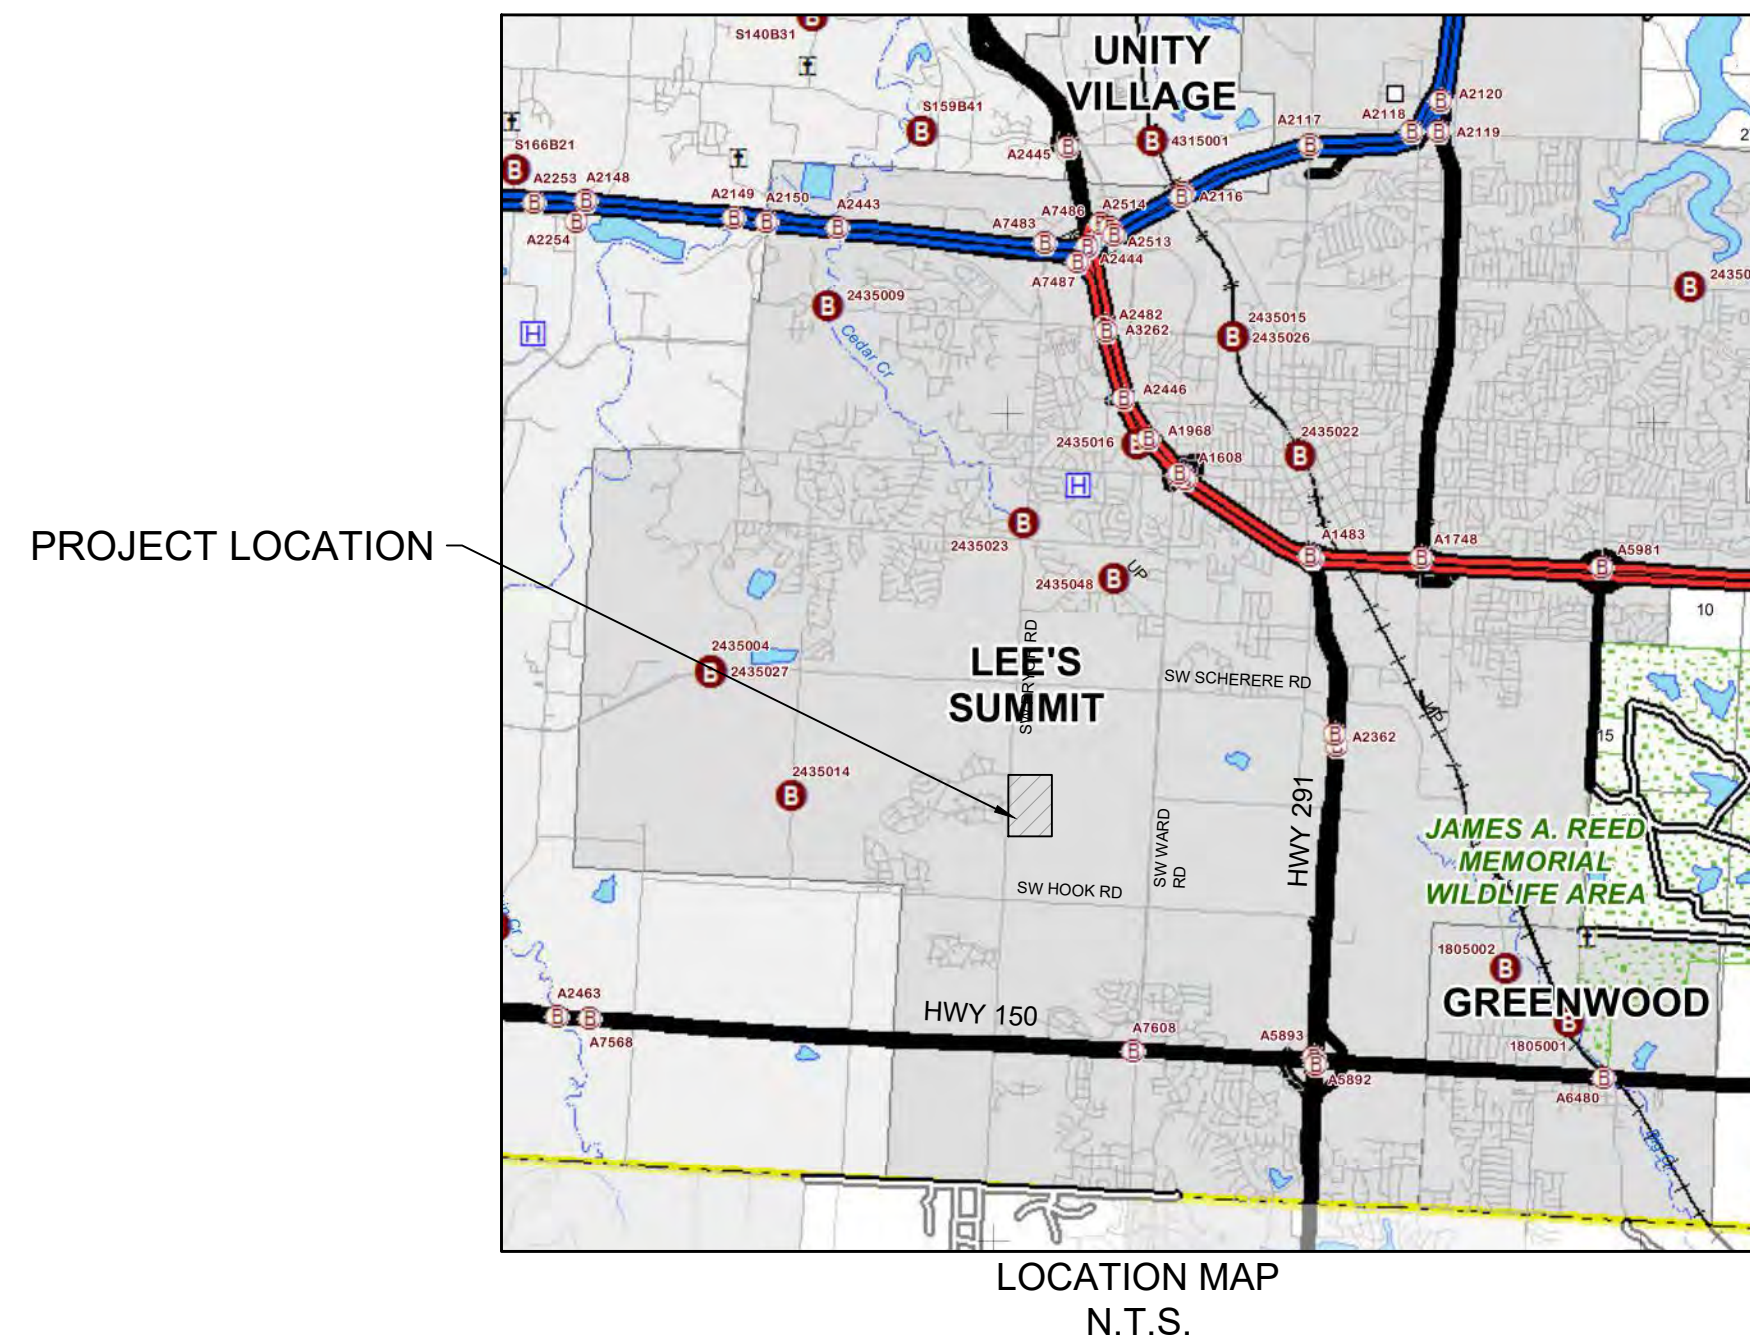 S140B31
UNITY
VILLAGE
S159B41
A2120
A2118
A2117
A2119
4315001
A2445
S166B21
A2253
A2148
A2149
A2150
A2443
A2254
A7483
A7486
A2514
A2116
A2513
A2444
A7487
2435009
Cedar Cr
H
A2482
A3262
2435015
2435026
A2446
2435016
A1968
A1608
2435022
H
PROJECT LOCATION
2435023
A1483
A1748
A5981
2435048
UP
10
2435004
2435027
LEE'S
SUMMIT
SW SCHERERE RD
UP
15
A2362
2435014
HWY 291
SW WARD
RD
JAMES A. REED
MEMORIAL
WILDLIFE AREA
SW HOOK RD
1805002
GREENWOOD
A2463
A7568
HWY 150
A7608
A5893
A5892
1805001
A6480
LOCATION MAP
N.T.S.